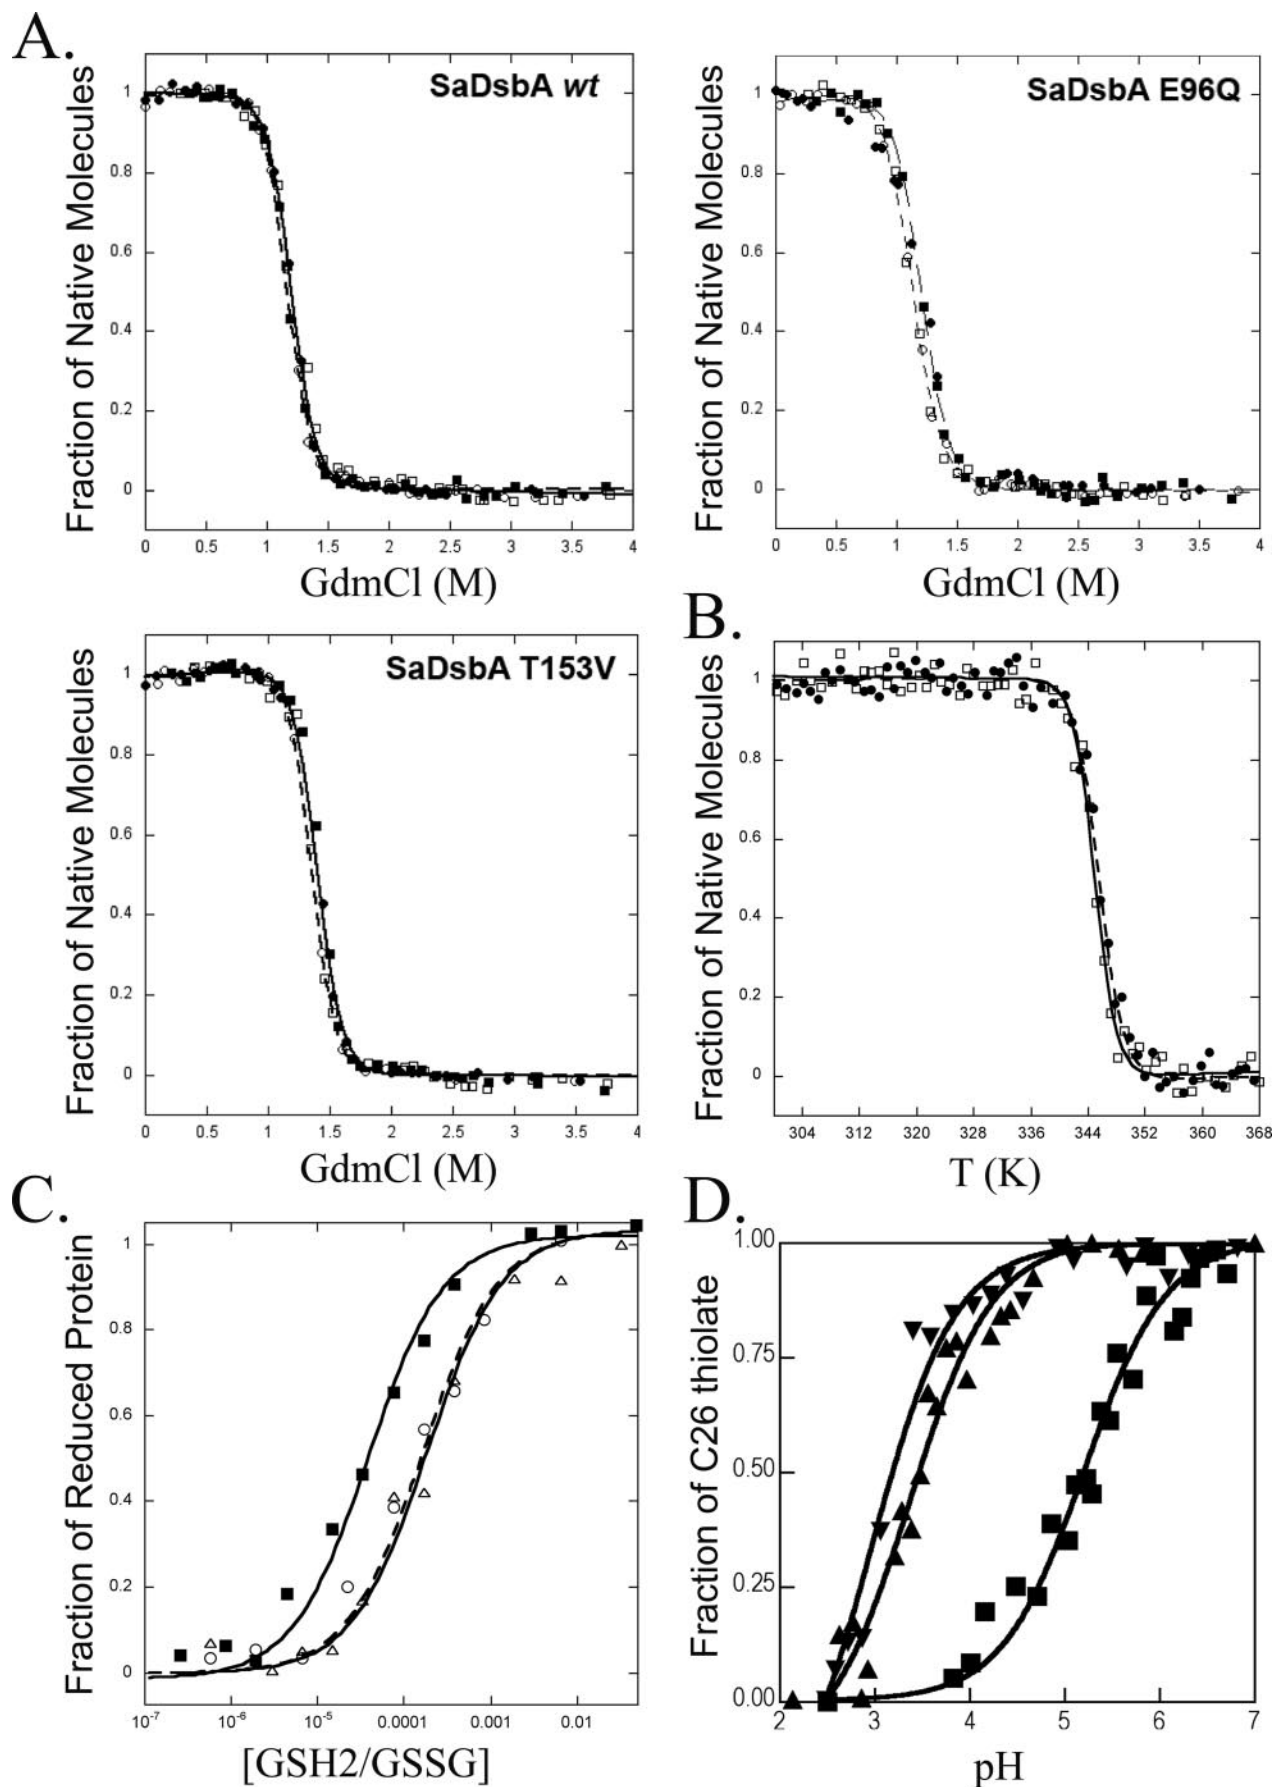 A.
SaDsbA wt
Fraction of Native Molecules
1
0.8
0.6
0.4
0.2
0
0 0.5 1 1.5 2 2.5 3 3.5 4
GdmCl (M)
SaDsbA E96Q
Fraction of Native Molecules
1
0.8
0.6
0.4
0.2
0
0 0.5 1 1.5 2 2.5 3 3.5 4
GdmCl (M)
SaDsbA T153V
Fraction of Native Molecules
1
0.8
0.6
0.4
0.2
0
0 0.5 1 1.5 2 2.5 3 3.5 4
GdmCl (M)
B.
Fraction of Native Molecules
1
0.8
0.6
0.4
0.2
0
304 312 320 328 336 344 352 360 368
T (K)
C.
Fraction of Reduced Protein
1
0.8
0.6
0.4
0.2
0
10-7 10-6 10-5 0.0001 0.001 0.01
[GSH2/GSSG]
D.
Fraction of C26 thiolate
1.00
0.75
0.50
0.25
0.00
2 3 4 5 6 7
pH